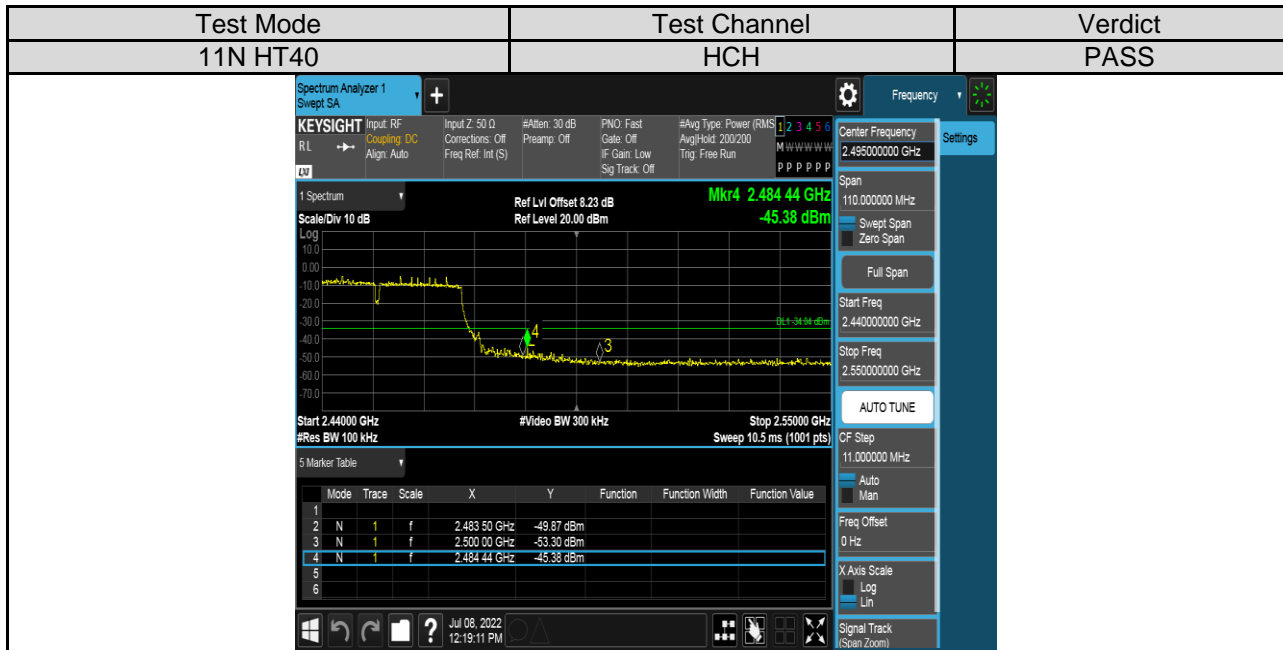 Test Mode Test Channel Verdict
11N HT40 HCH PASS
Spectrum Analyzer 1
Swept SA
+
Frequency
KEYSIGHT Input: RF Input Z: 50 Ω #Atten: 30 dB PNO: Fast #Avg Type: Power (RMS 1 2 3 4 5 6
RL Coupling: DC Corrections: Off Preamp: Off Gate: Off Avg|Hold: 200/200 M W W W W W
Align: Auto Freq Ref: Int (S) IF Gain: Low Trig: Free Run
LXI Sig Track: Off P P P P P P
1 Spectrum Ref Lvl Offset 8.23 dB Mkr4 2.484 44 GHz
Scale/Div 10 dB Ref Level 20.00 dBm -45.38 dBm
Log
10.0
0.00
-10.0
-20.0
-30.0 DL1 -34.04 dBm
-40.0 4
-50.0 3
-60.0
-70.0
Start 2.44000 GHz #Video BW 300 kHz Stop 2.55000 GHz
#Res BW 100 kHz Sweep 10.5 ms (1001 pts)
5 Marker Table
Mode Trace Scale X Y Function Function Width Function Value
1
2 N 1 f 2.483 50 GHz -49.87 dBm
3 N 1 f 2.500 00 GHz -53.30 dBm
4 N 1 f 2.484 44 GHz -45.38 dBm
5
6
? Jul 08, 2022
12:19:11 PM
Center Frequency
2.495000000 GHz
Settings
Span
110.000000 MHz
Swept Span
Zero Span
Full Span
Start Freq
2.440000000 GHz
Stop Freq
2.550000000 GHz
AUTO TUNE
CF Step
11.000000 MHz
Auto
Man
Freq Offset
0 Hz
X Axis Scale
Log
Lin
Signal Track
(Span Zoom)